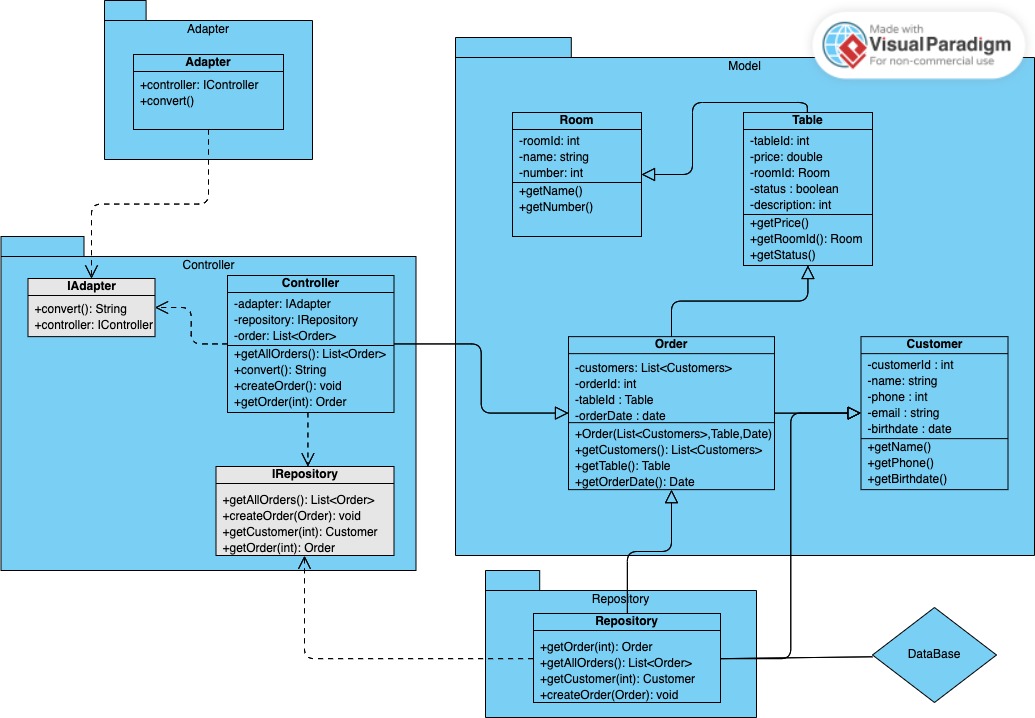 Adapter
Adapter
+controller: IController
+convert()
Made with
VisualParadigm
For non-commercial use
Model
Room
-roomId: int
-name: string
-number: int
+getName()
+getNumber()
Table
-tableId: int
-price: double
-roomId: Room
-status : boolean
-description: int
+getPrice()
+getRoomId(): Room
+getStatus()
Controller
IAdapter
+convert(): String
+controller: IController
Controller
-adapter: IAdapter
-repository: IRepository
-order: List<Order>
+getAllOrders(): List<Order>
+convert(): String
+createOrder(): void
+getOrder(int): Order
Order
-customers: List<Customers>
-orderId: int
-tableId : Table
-orderDate : date
+Order(List<Customers>,Table,Date)
+getCustomers(): List<Customers>
+getTable(): Table
+getOrderDate(): Date
Customer
-customerId : int
-name: string
-phone : int
-email : string
-birthdate : date
+getName()
+getPhone()
+getBirthdate()
IRepository
+getAllOrders(): List<Order>
+createOrder(Order): void
+getCustomer(int): Customer
+getOrder(int): Order
Repository
Repository
+getOrder(int): Order
+getAllOrders(): List<Order>
+getCustomer(int): Customer
+createOrder(Order): void
DataBase